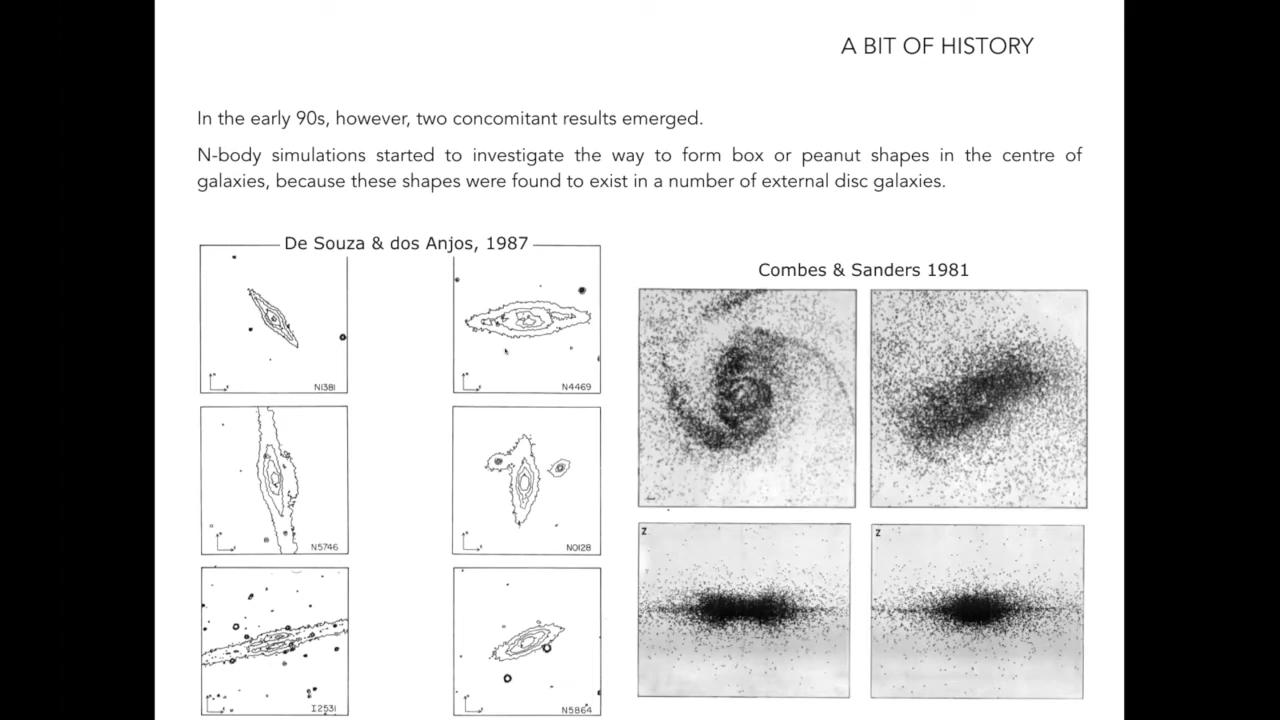 A BIT OF HISTORY
In the early 90s, however, two concomitant results emerged.
N-body simulations started to investigate the way to form box or peanut shapes in the centre of
galaxies, because these shapes were found to exist in a number of external disc galaxies.
De Souza & dos Anjos, 1987
Combes & Sanders 1981
N1381
N4469
N5746
N0128
Z
Z
I2531
N5864